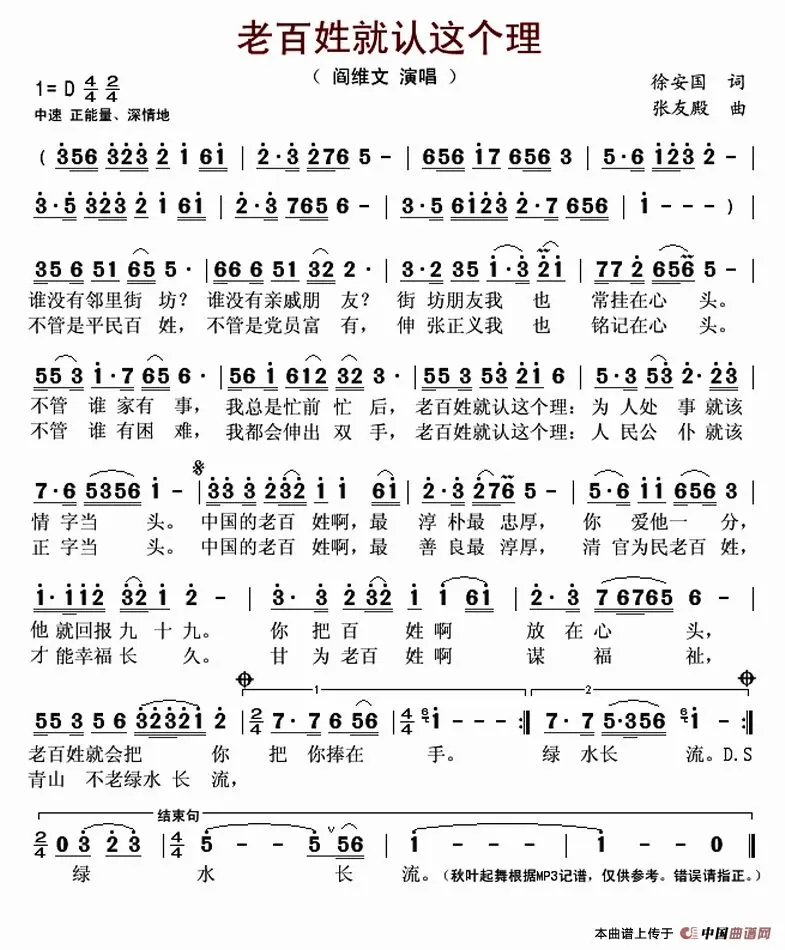 老百姓就认这个理
（ 阎维文 演唱 ）
1= D 4/4 2/4
徐安国 词
中速 正能量、深情地
张友殿 曲
( 356 323 2 1 61 | 2·3 276 5 - | 656 17 656 3 | 5·6 123 2 - |
3·5 323 2 1 61 | 2·3 765 6 - | 3·5 6123 2·7 656 | 1 - - - ) |
35 6 51 65 5· | 66 6 51 32 2· | 3·2 35 1·3 21 | 77 2 656 5 - |
谁没有邻里街 坊？ 谁没有亲戚朋 友？ 街 坊朋友我 也 常挂在心 头。
不管是平民百 姓， 不管是党员富 有， 伸 张正义我 也 铭记在心 头。
55 3 1·7 65 6· | 56 1 612 32 3· | 55 3 53 21 6 | 5·3 53 2·23 |
不管 谁 家有 事， 我总是忙前 忙 后， 老百姓就认这个理：为 人处 事 就该
不管 谁 有困 难， 我都会伸出 双 手， 老百姓就认这个理：人 民公 仆 就该
7·6 5356 1 - | 33 3 232 1 1 61 | 2·3 276 5 - | 5·6 11 656 3 |
情 字当 头。 中国的老百 姓啊，最 淳 朴最 忠厚， 你 爱他一 分，
正 字当 头。 中国的老百 姓啊，最 善 良最 淳厚， 清 官为民老百 姓，
1·112 32 1 2 - | 3·3 2 32 1 1 61 | 2·3 76765 6 - |
他 就回报九 十九。 你 把 百 姓 啊 放 在 心 头，
才 能幸福 长 久。 甘 为 老百 姓 啊 谋 福 祉，
1 2
55 3 5 6 32321 2 | 2/4 7·7 6 56 | 4/4 6 1 - - - :| 7·7 5·356 6 1 - - - :|
老百姓就会把 你 把 你捧在 手。 绿 水长 流。D.S
青山 不老绿水 长 流，
结束句
2/4 0 3 2 3 | 4/4 5 - - 5 56 | 1 - - - | 1 - - 0 ‖
绿 水 长 流。（秋叶起舞根据MP3记谱，仅供参考。错误请指正。）
本曲谱上传于 中国曲谱网